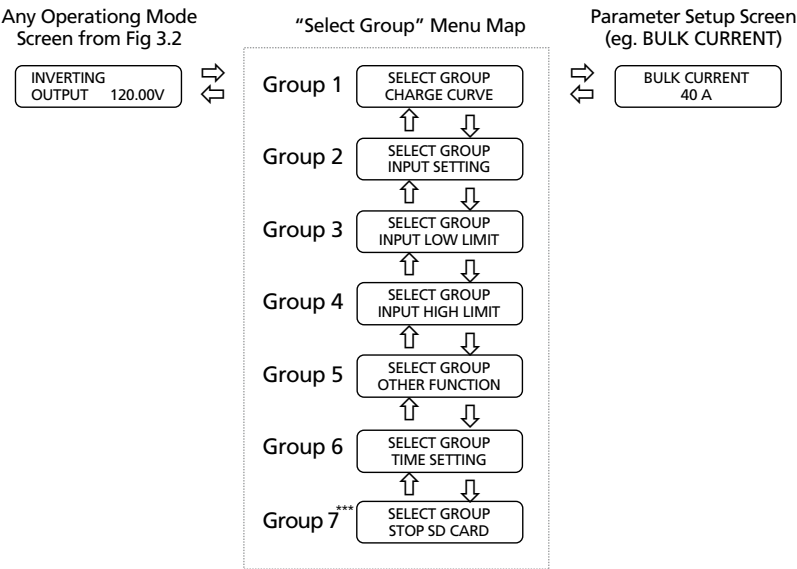 Any Operationg Mode
Screen from Fig 3.2
"Select Group" Menu Map
Parameter Setup Screen
(eg. BULK CURRENT)
INVERTING
OUTPUT 120.00V
Group 1
SELECT GROUP
CHARGE CURVE
BULK CURRENT
40 A
Group 2
SELECT GROUP
INPUT SETTING
Group 3
SELECT GROUP
INPUT LOW LIMIT
Group 4
SELECT GROUP
INPUT HIGH LIMIT
Group 5
SELECT GROUP
OTHER FUNCTION
Group 6
SELECT GROUP
TIME SETTING
Group 7***
SELECT GROUP
STOP SD CARD